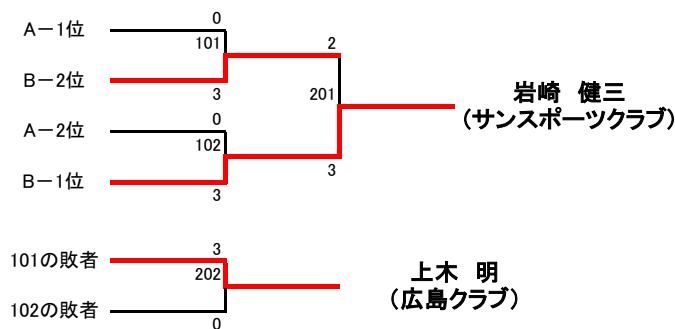 0
A－1位
101
2
B－2位
3
201
岩崎　健三
（サンスポーツクラブ）
0
A－2位
102
3
B－1位
3
3
101の敗者
202
上木　明
（広島クラブ）
102の敗者
0